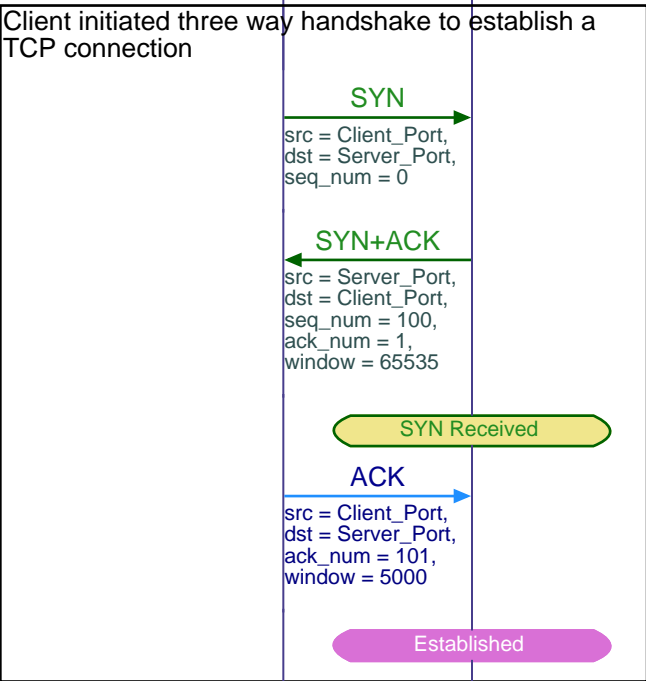 Client initiated three way handshake to establish a
TCP connection
SYN
src = Client_Port,
dst = Server_Port,
seq_num = 0
SYN+ACK
src = Server_Port,
dst = Client_Port,
seq_num = 100,
ack_num = 1,
window = 65535
SYN Received
ACK
src = Client_Port,
dst = Server_Port,
ack_num = 101,
window = 5000
Established